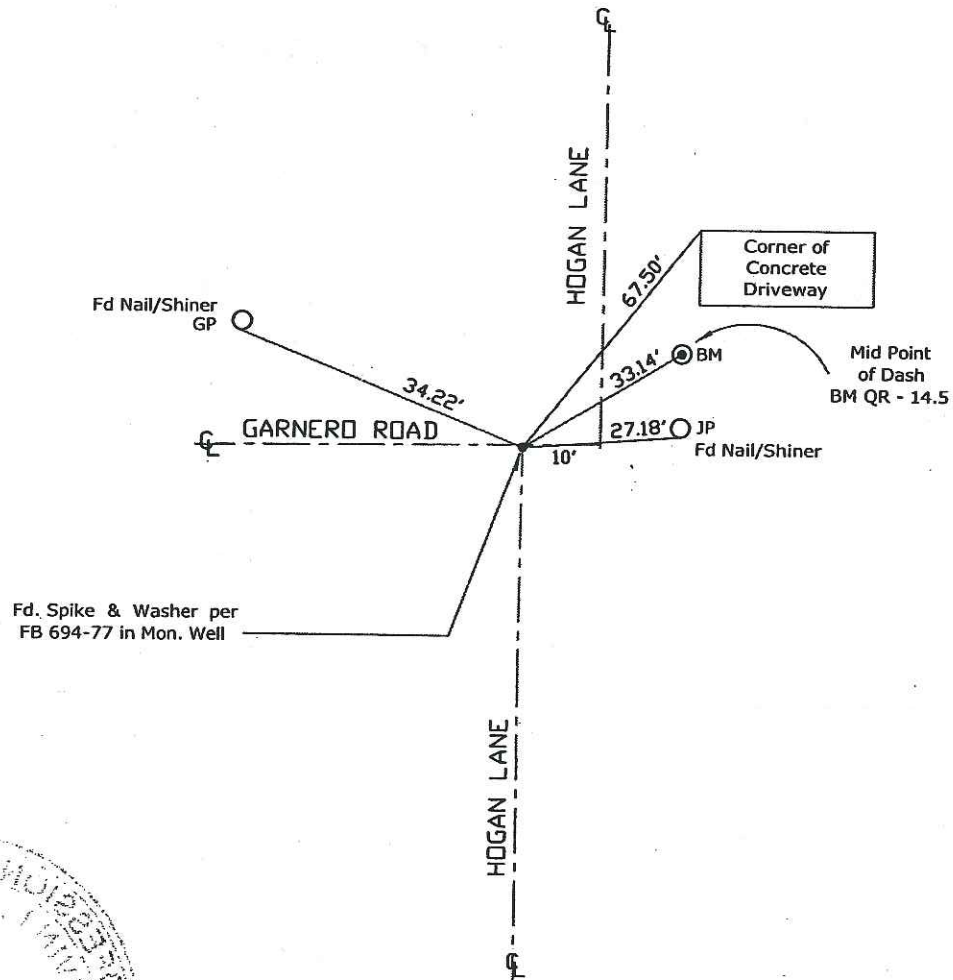 ℄
HOGAN LANE
Corner of
Concrete
Driveway
67.50'
Fd Nail/Shiner
GP
BM
Mid Point
of Dash
BM QR - 14.5
33.14'
34.22'
℄ GARNERO ROAD
27.18' JP
10'
Fd Nail/Shiner
Fd. Spike & Washer per
FB 694-77 in Mon. Well
HOGAN LANE
℄